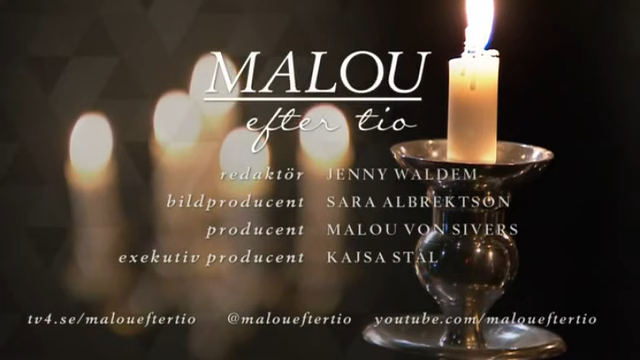 MALOU
efter tio
redaktör JENNY WALDEM
bildproducent SARA ALBREKTSON
producent MALOU VON SIVERS
exekutiv producent KAJSA STÅL
tv4.se/maloueftertio @maloueftertio youtube.com/maloueftertio